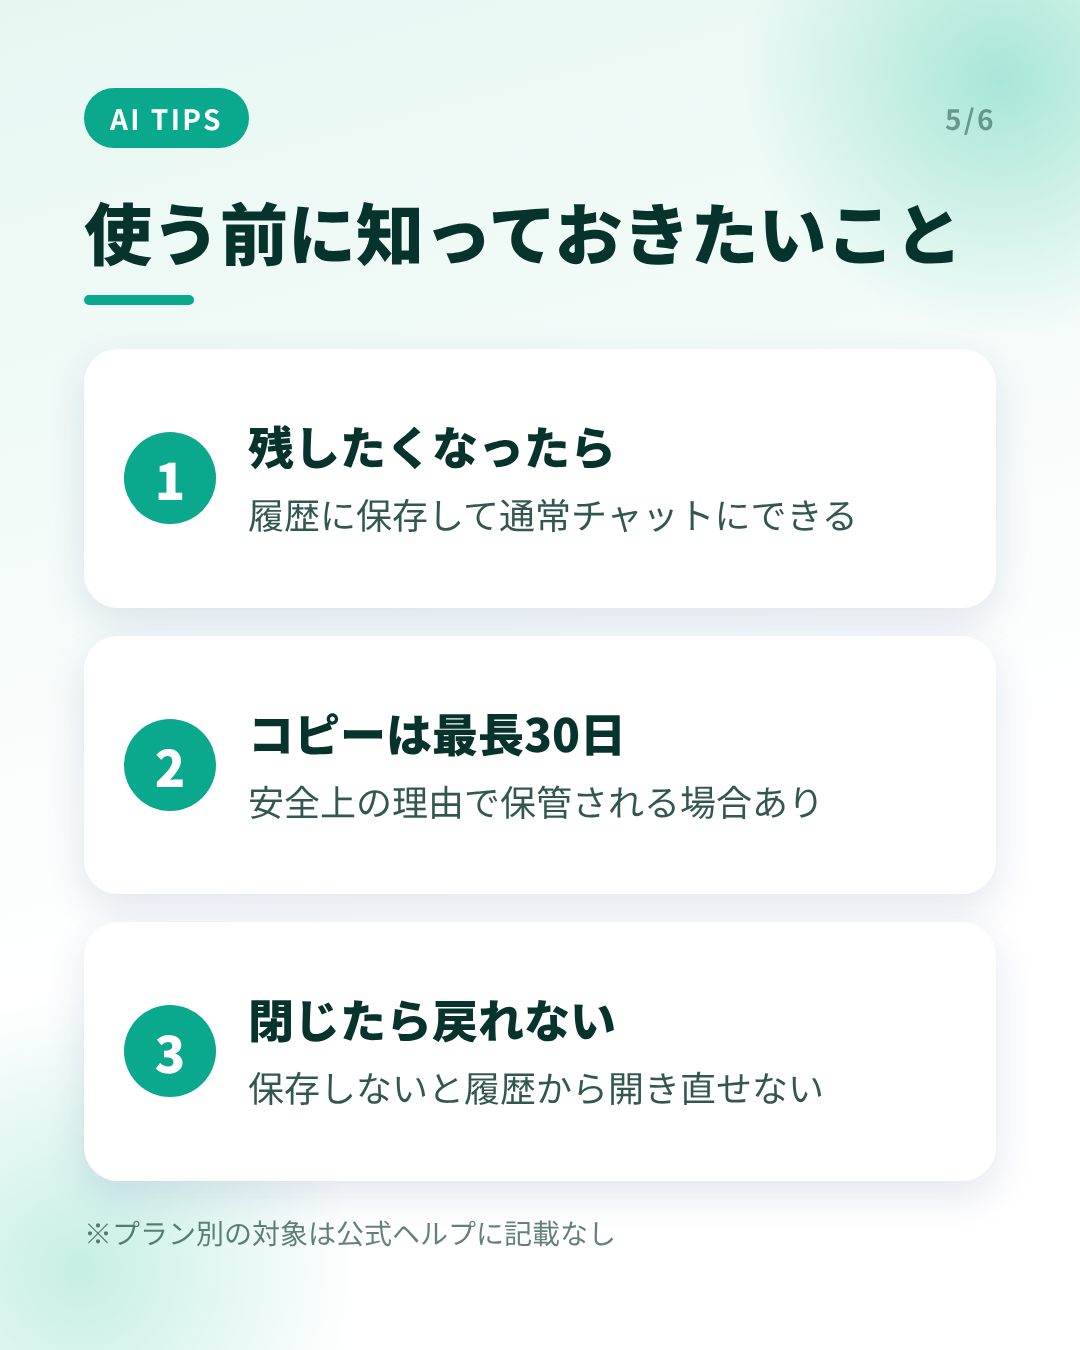 AI TIPS
5/6
使う前に知っておきたいこと
1
残したくなったら
履歴に保存して通常チャットにできる
2
コピーは最長30日
安全上の理由で保管される場合あり
3
閉じたら戻れない
保存しないと履歴から開き直せない
※プラン別の対象は公式ヘルプに記載なし